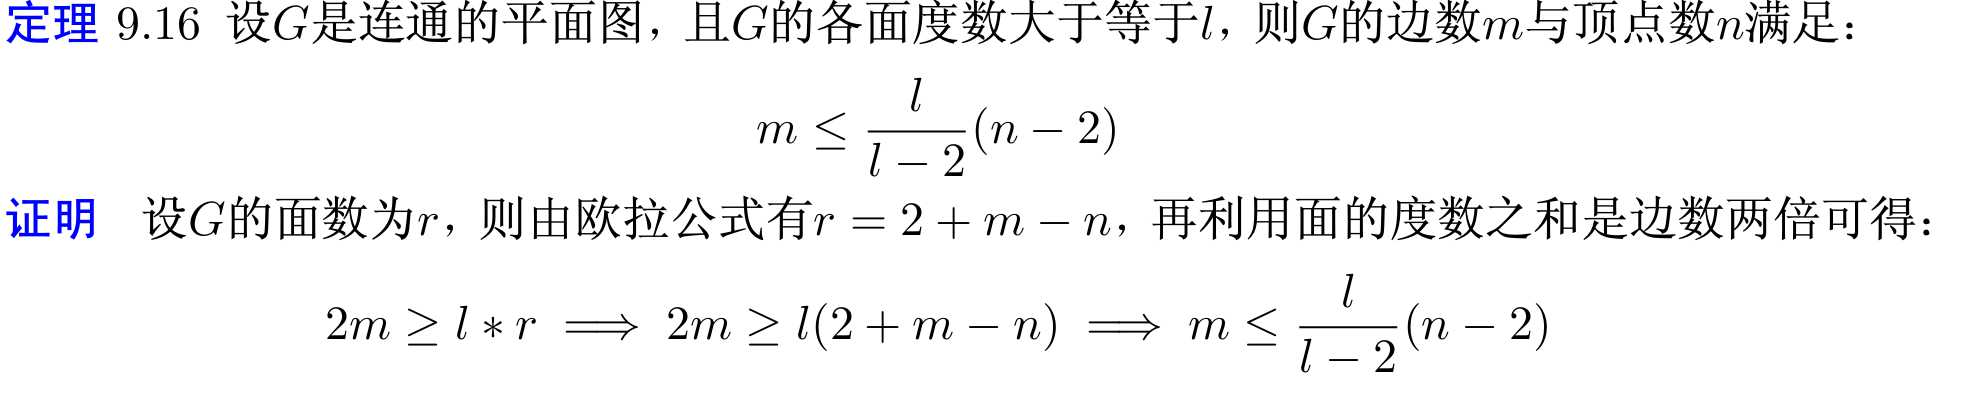 定理 9.16 设G是连通的平面图，且G的各面度数大于等于l，则G的边数m与顶点数n满足：
m ≤ \frac{l}{l − 2}(n − 2)
证明 设G的面数为r，则由欧拉公式有r = 2 + m − n，再利用面的度数之和是边数两倍可得：
2m ≥ l ∗ r ⟹ 2m ≥ l(2 + m − n) ⟹ m ≤ \frac{l}{l − 2}(n − 2)